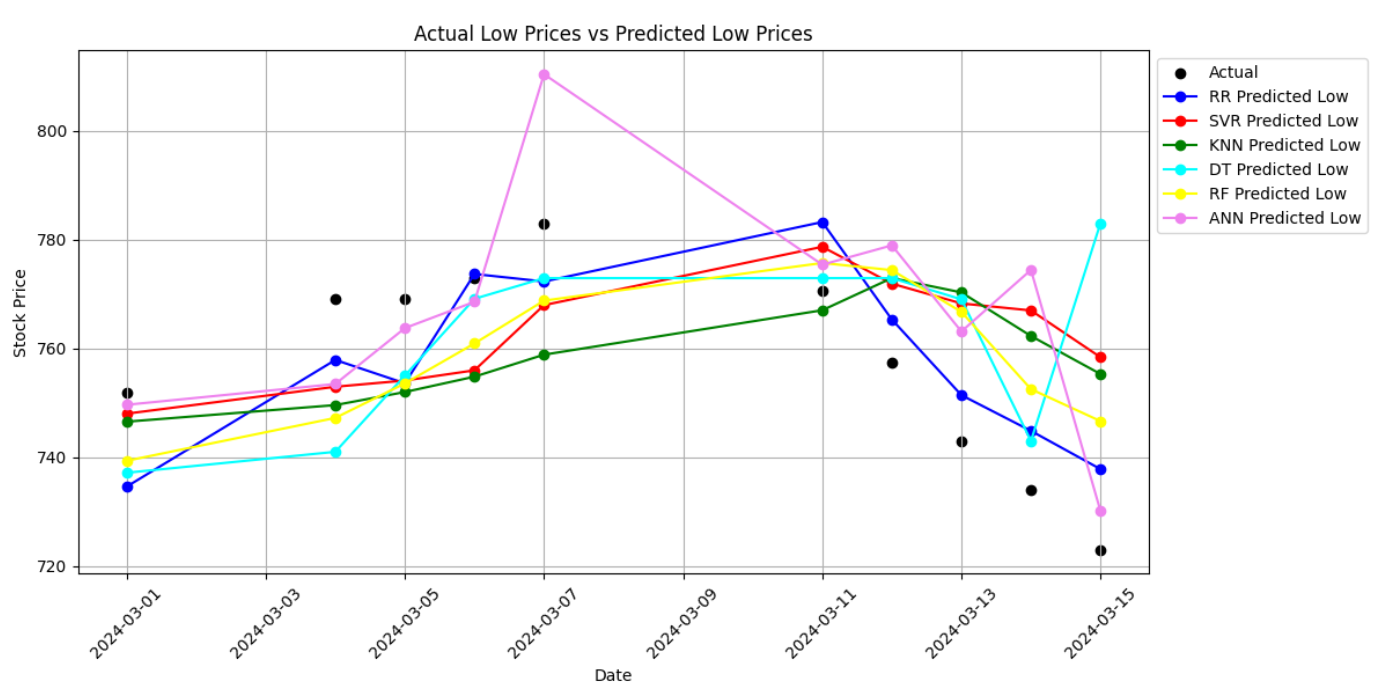 Actual Low Prices vs Predicted Low Prices
Actual
RR Predicted Low
SVR Predicted Low
KNN Predicted Low
DT Predicted Low
RF Predicted Low
ANN Predicted Low
Stock Price
800
780
760
740
720
2024-03-01
2024-03-03
2024-03-05
2024-03-07
2024-03-09
2024-03-11
2024-03-13
2024-03-15
Date